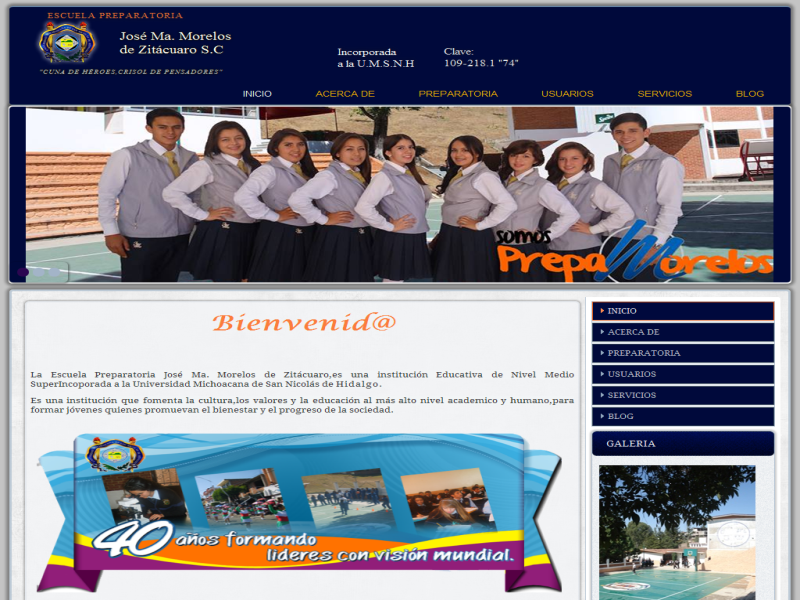 ESCUELA PREPARATORIA
José Ma. Morelos
de Zitácuaro S.C
"CUNA DE HÉROES,CRISOL DE PENSADORES"
Incorporada
a la U.M.S.N.H
Clave:
109-218.1 "74"
INICIO ACERCA DE PREPARATORIA USUARIOS SERVICIOS BLOG
somos
PrepaMorelos
Bienvenid@
La Escuela Preparatoria José Ma. Morelos de Zitácuaro,es una institución Educativa de Nivel Medio
SuperIncoporada a la Universidad Michoacana de San Nicolás de Hidalgo.
Es una institución que fomenta la cultura,los valores y la educación al más alto nivel academico y humano,para
formar jóvenes quienes promuevan el bienestar y el progreso de la sociedad.
40 años formando
lideres con visión mundial.
INICIO
ACERCA DE
PREPARATORIA
USUARIOS
SERVICIOS
BLOG
GALERIA